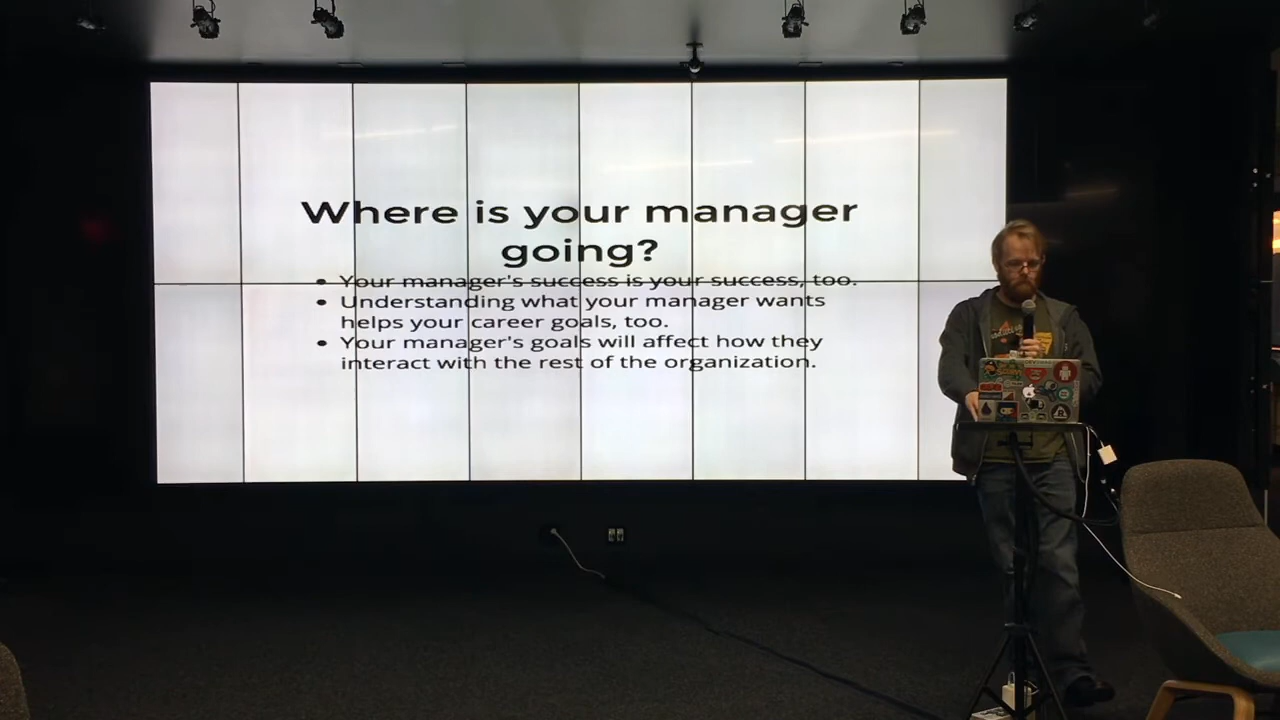 Where is your manager
going?
• Your manager's success is your success, too.
• Understanding what your manager wants
helps your career goals, too.
• Your manager's goals will affect how they
interact with the rest of the organization.